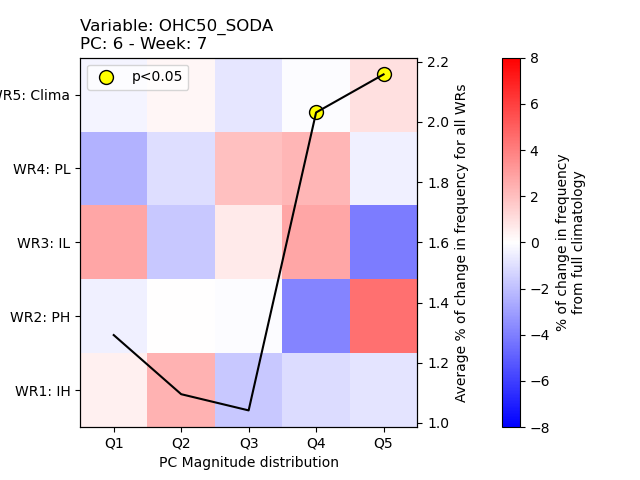 Variable: OHC50_SODA
PC: 6 - Week: 7
p<0.05
WR5: Clima
WR4: PL
WR3: IL
WR2: PH
WR1: IH
Q1 Q2 Q3 Q4 Q5
PC Magnitude distribution
2.2
2.0
1.8
1.6
1.4
1.2
1.0
Average % of change in frequency for all WRs
8
6
4
2
0
−2
−4
−6
−8
% of change in frequency
from full climatology